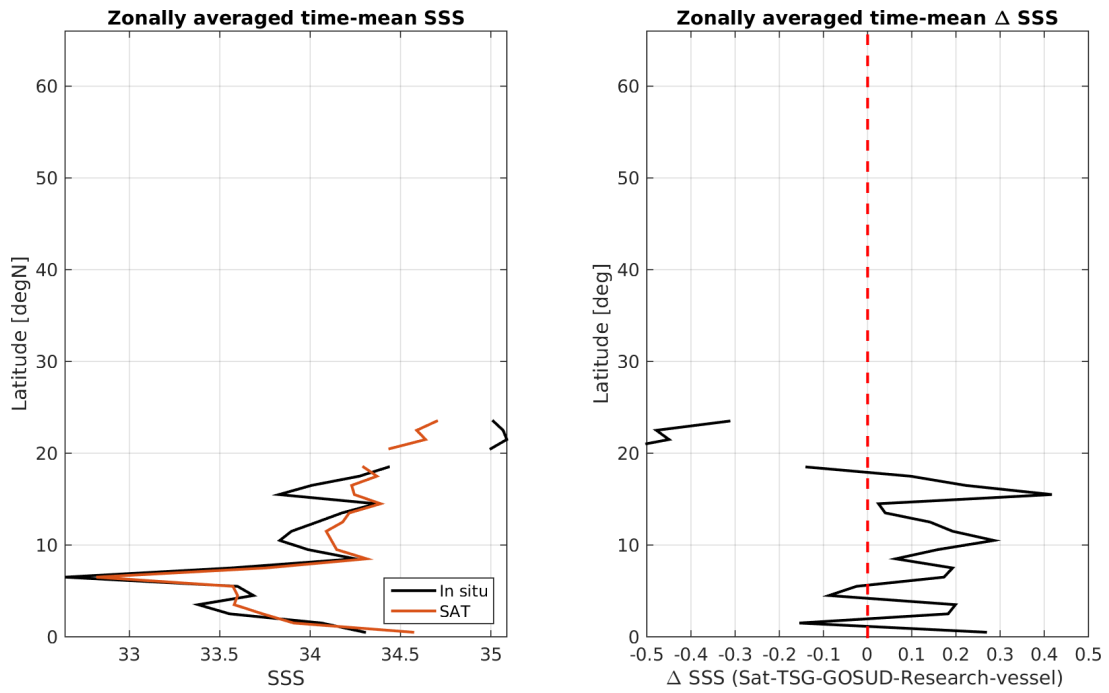 Zonally averaged time-mean SSS
60
50
40
30
20
10
0
Latitude [degN]
33
33.5
34
34.5
35
SSS
In situ
SAT
Zonally averaged time-mean Δ SSS
60
50
40
30
20
10
0
Latitude [deg]
-0.5 -0.4 -0.3 -0.2 -0.1 0 0.1 0.2 0.3 0.4 0.5
Δ SSS (Sat-TSG-GOSUD-Research-vessel)